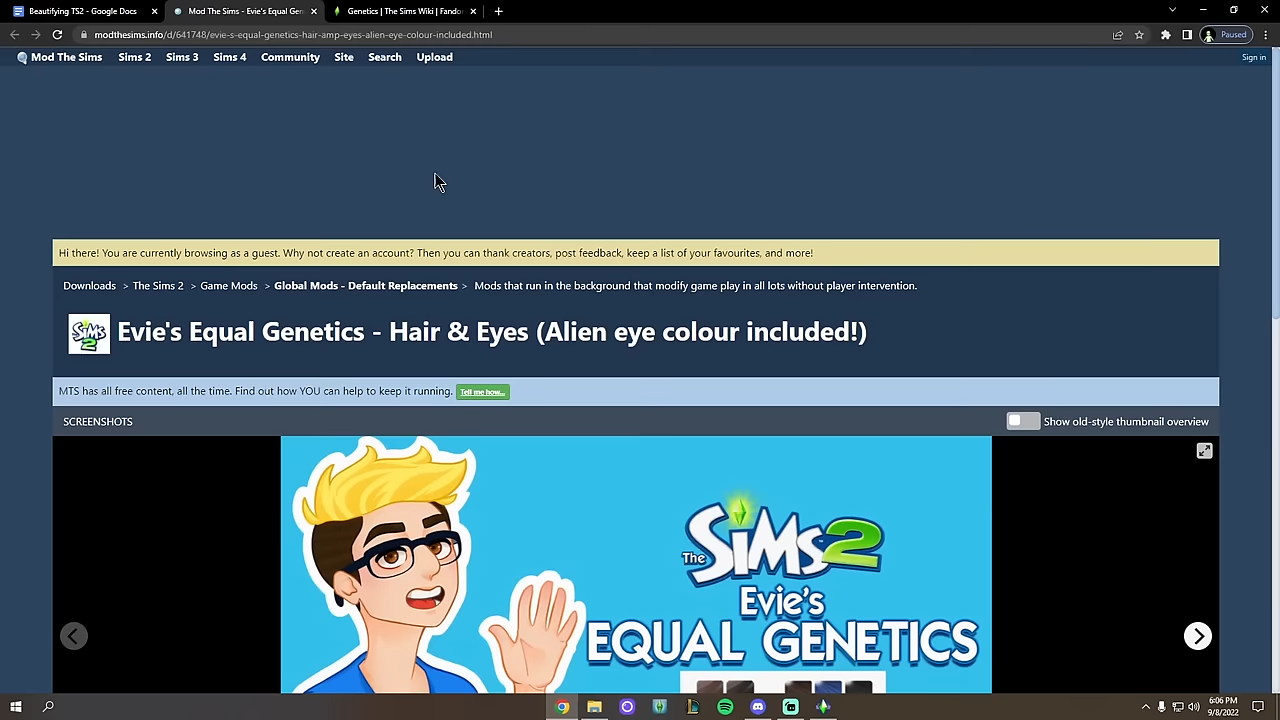 Beautifying TS2 - Google Docs
Mod The Sims - Evie's Equal Gen
Genetics | The Sims Wiki | Fando
modthesims.info/d/641748/evie-s-equal-genetics-hair-amp-eyes-alien-eye-colour-included.html
Paused
Mod The Sims Sims 2 Sims 3 Sims 4 Community Site Search Upload
Sign in
Hi there! You are currently browsing as a guest. Why not create an account? Then you can thank creators, post feedback, keep a list of your favourites, and more!
Downloads > The Sims 2 > Game Mods > Global Mods - Default Replacements > Mods that run in the background that modify game play in all lots without player intervention.
SiMS 2
Evie's Equal Genetics - Hair & Eyes (Alien eye colour included!)
MTS has all free content, all the time. Find out how YOU can help to keep it running. Tell me how...
SCREENSHOTS
Show old-style thumbnail overview
The SiMS 2
Evie's
EQUAL GENETICS
6:06 PM
9/8/2022